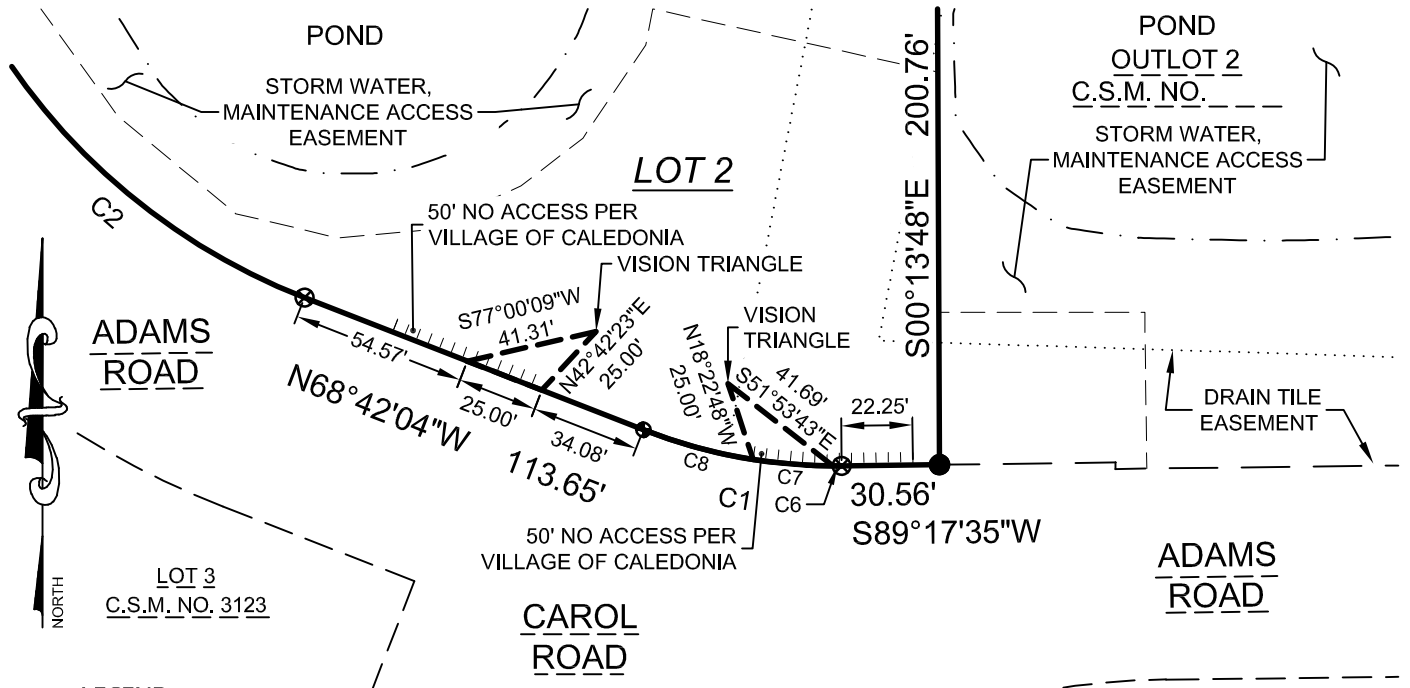 POND
STORM WATER,
MAINTENANCE ACCESS
EASEMENT
POND
OUTLOT 2
C.S.M. NO.
STORM WATER,
MAINTENANCE ACCESS
EASEMENT
200.76'
S00°13'48"E
LOT 2
C2
50' NO ACCESS PER
VILLAGE OF CALEDONIA
VISION TRIANGLE
S77°00'09"W
41.31'
N42°42'23"E
25.00'
VISION
TRIANGLE
N18°22'48"W
25.00'
41.69'
S51°53'43"E
22.25'
DRAIN TILE
EASEMENT
ADAMS
ROAD
54.57'
25.00'
34.08'
N68°42'04"W
113.65'
C8
C7
C1
C6
30.56'
S89°17'35"W
50' NO ACCESS PER
VILLAGE OF CALEDONIA
ADAMS
ROAD
LOT 3
C.S.M. NO. 3123
NORTH
CAROL
ROAD